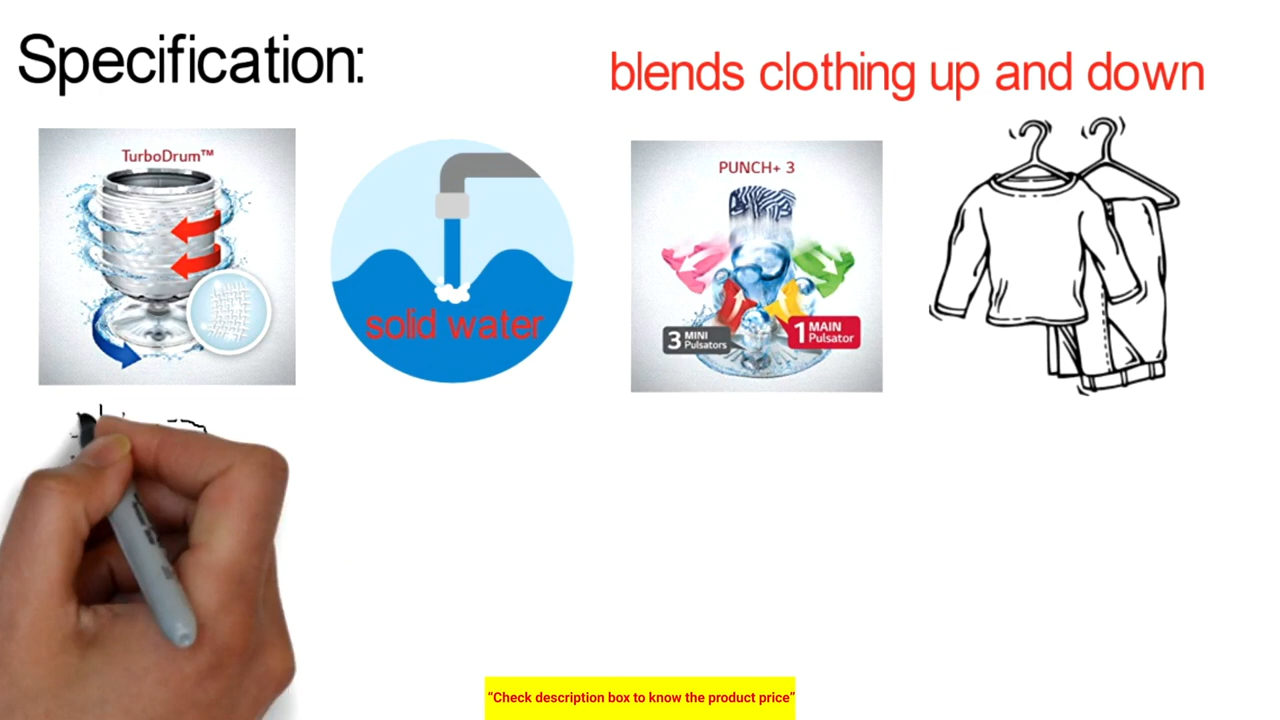 Specification:
blends clothing up and down
TurboDrum™
solid water
PUNCH+ 3
3 MINI Pulsators
1 MAIN Pulsator
"Check description box to know the product price"